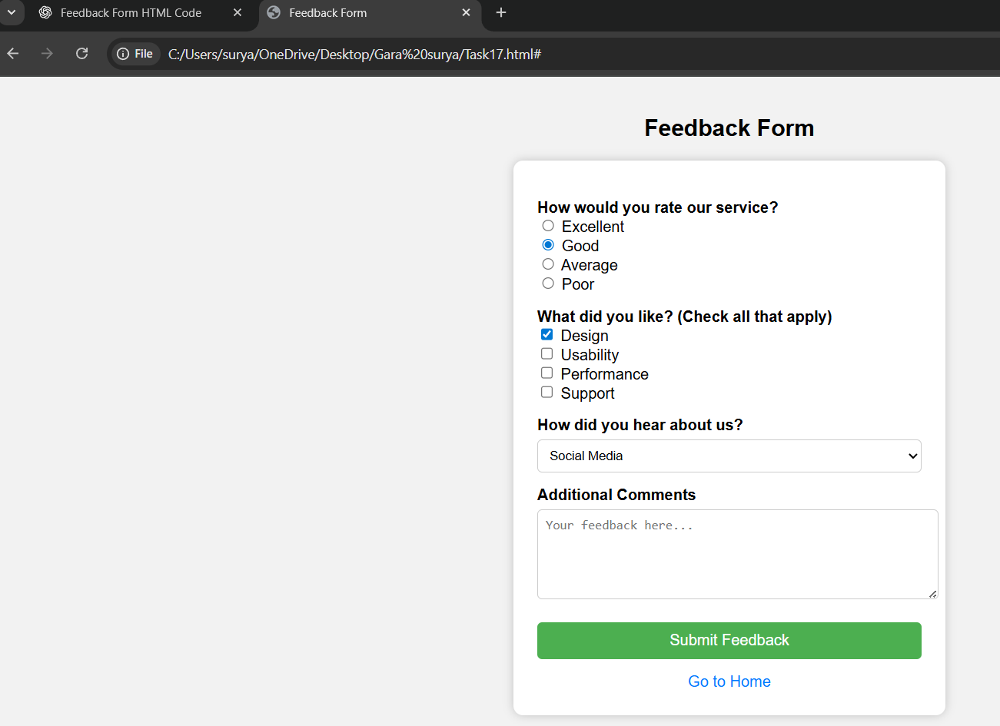 Feedback Form HTML Code
Feedback Form
File C:/Users/surya/OneDrive/Desktop/Gara%20surya/Task17.html#
Feedback Form
How would you rate our service?
Excellent
Good
Average
Poor
What did you like? (Check all that apply)
Design
Usability
Performance
Support
How did you hear about us?
Social Media
Additional Comments
Your feedback here...
Submit Feedback
Go to Home